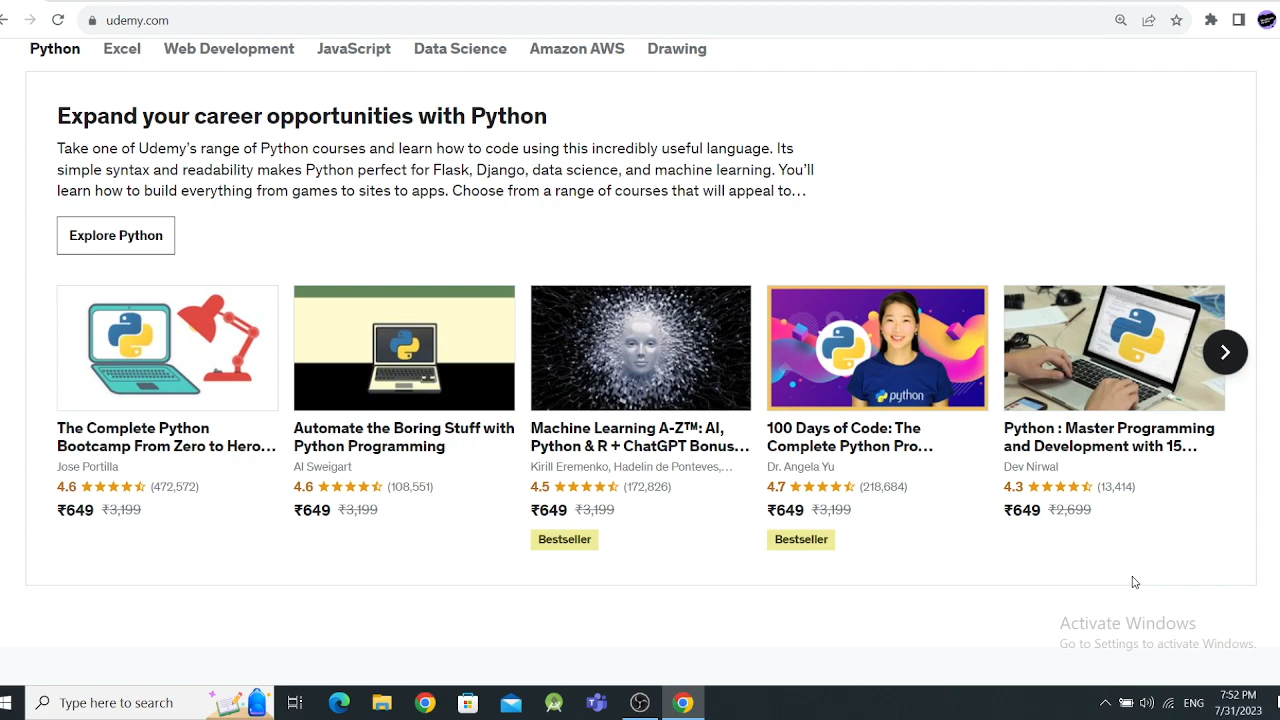 udemy.com
Python Excel Web Development JavaScript Data Science Amazon AWS Drawing
Expand your career opportunities with Python
Take one of Udemy's range of Python courses and learn how to code using this incredibly useful language. Its
simple syntax and readability makes Python perfect for Flask, Django, data science, and machine learning. You'll
learn how to build everything from games to sites to apps. Choose from a range of courses that will appeal to...
Explore Python
python
The Complete Python
Bootcamp From Zero to Hero...
Jose Portilla
4.6 (472,572)
₹649 ₹3,199
Automate the Boring Stuff with
Python Programming
Al Sweigart
4.6 (108,551)
₹649 ₹3,199
Machine Learning A-Z™: AI,
Python & R + ChatGPT Bonus...
Kirill Eremenko, Hadelin de Ponteves,...
4.5 (172,826)
₹649 ₹3,199
Bestseller
100 Days of Code: The
Complete Python Pro...
Dr. Angela Yu
4.7 (218,684)
₹649 ₹3,199
Bestseller
Python : Master Programming
and Development with 15...
Dev Nirwal
4.3 (13,414)
₹649 ₹2,699
Activate Windows
Go to Settings to activate Windows.
Type here to search
ENG
7:52 PM
7/31/2023